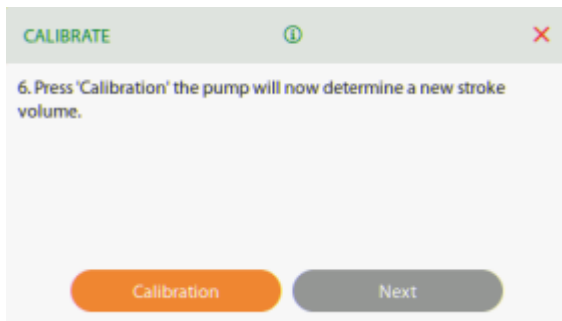 CALIBRATE
6. Press 'Calibration' the pump will now determine a new stroke
volume.
Calibration
Next